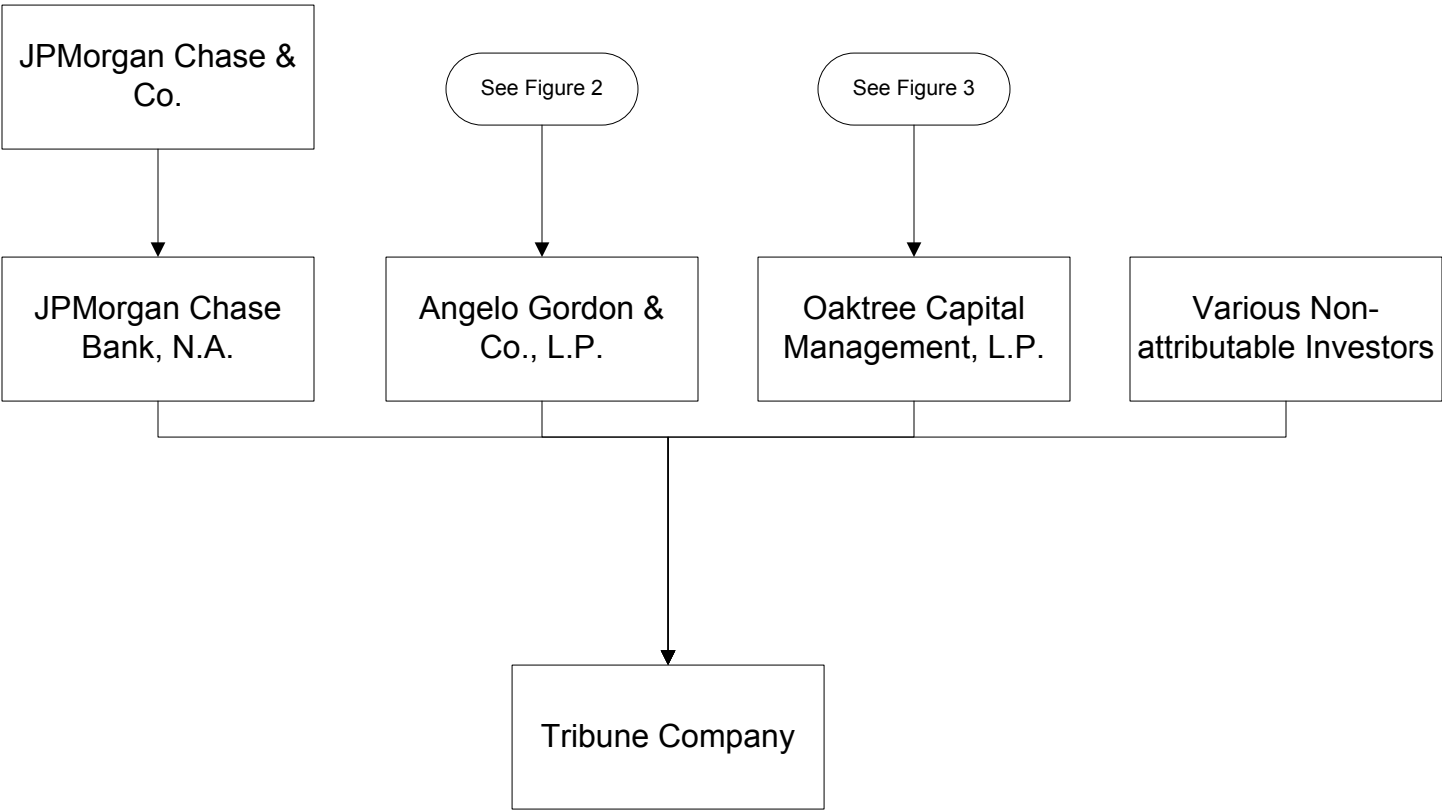 JPMorgan Chase &
Co.
See Figure 2
See Figure 3
JPMorgan Chase
Bank, N.A.
Angelo Gordon &
Co., L.P.
Oaktree Capital
Management, L.P.
Various Non-
attributable Investors
Tribune Company